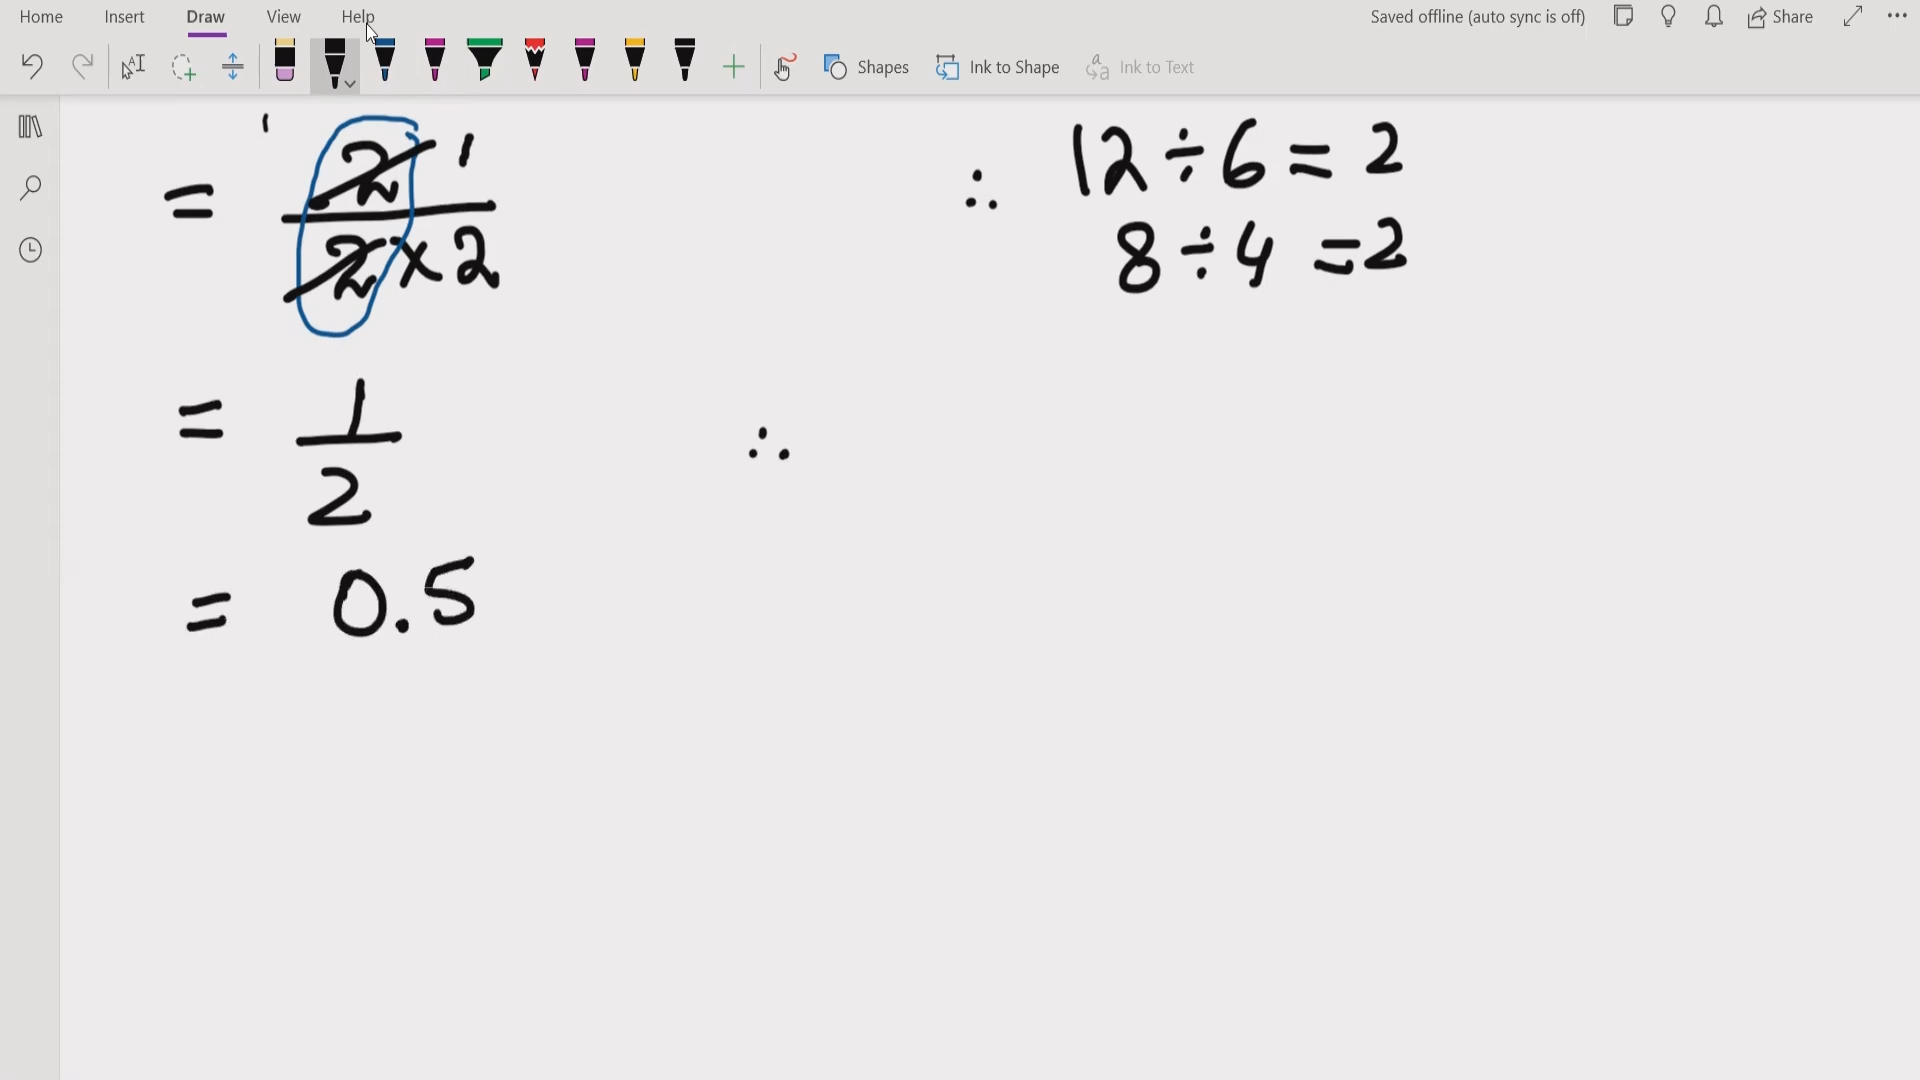 Home Insert Draw View Help Saved offline (auto sync is off) Share
Shapes Ink to Shape Ink to Text
= 2 1
2 × 2
= 1
2
= 0.5
∴ 12 ÷ 6 = 2
8 ÷ 4 = 2
∴